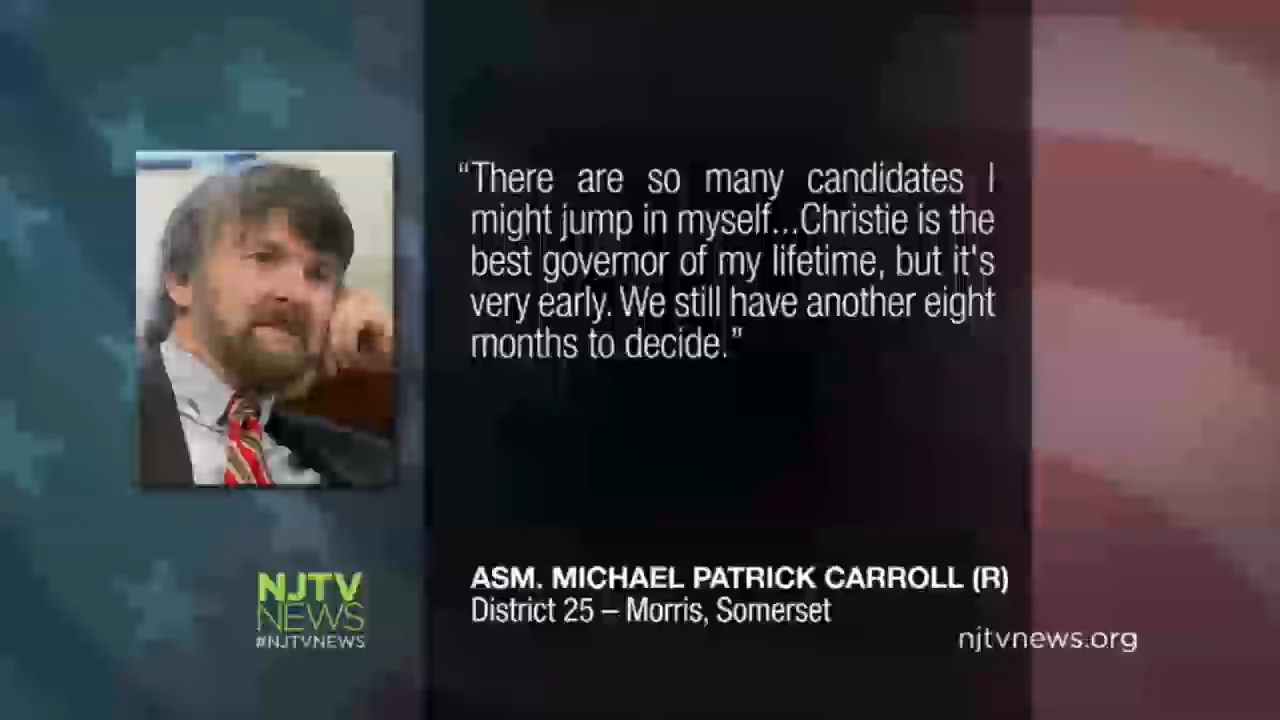 “There are so many candidates I
might jump in myself...Christie is the
best governor of my lifetime, but it's
very early. We still have another eight
months to decide.”
ASM. MICHAEL PATRICK CARROLL (R)
District 25 – Morris, Somerset
NJTV
NEWS
#NJTVNEWS
njtvnews.org